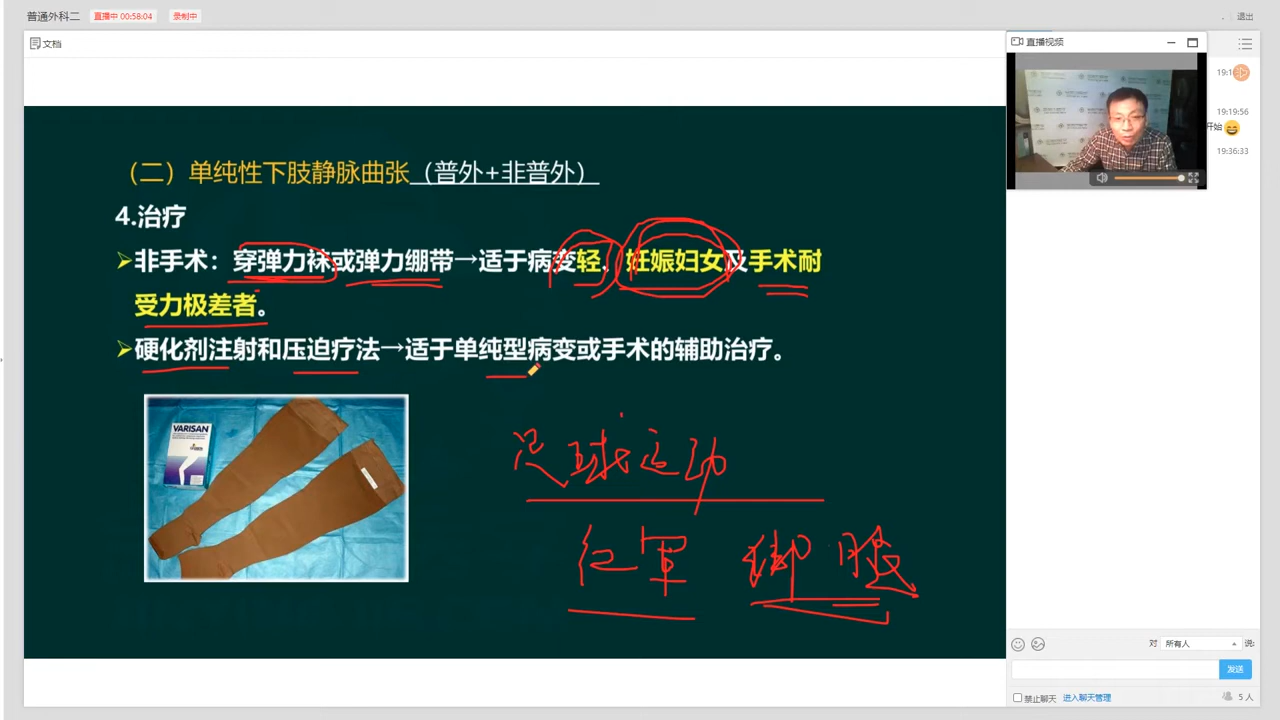 普通外科二
直播中 00:58:04
录制中
退出
文档
直播视频
（二）单纯性下肢静脉曲张（普外+非普外）
4.治疗
➢非手术：穿弹力袜或弹力绷带→适于病变轻、妊娠妇女及手术耐
受力极差者。
➢硬化剂注射和压迫疗法→适于单纯型病变或手术的辅助治疗。
VARISAN
足球运动
红军
绑腿
19:1
19:19:56
开始
19:36:33
对 所有人 说:
发送
禁止聊天 进入聊天管理
5 人